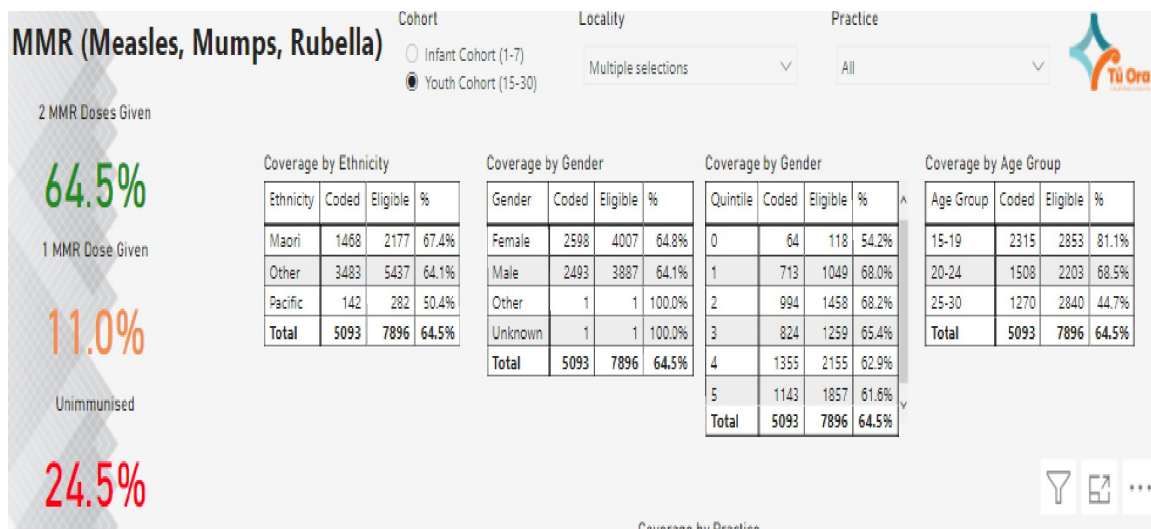 MMR (Measles, Mumps, Rubella)
Cohort
Infant Cohort (1-7)
Youth Cohort (15-30)
Locality
Multiple selections
Practice
All
Tū Ora
2 MMR Doses Given
64.5%
1 MMR Dose Given
11.0%
Unimmunised
24.5%
Coverage by Ethnicity
Ethnicity Coded Eligible %
Maori 1468 2177 67.4%
Other 3483 5437 64.1%
Pacific 142 282 50.4%
Total 5093 7896 64.5%
Coverage by Gender
Gender Coded Eligible %
Female 2598 4007 64.8%
Male 2493 3887 64.1%
Other 1 1 100.0%
Unknown 1 1 100.0%
Total 5093 7896 64.5%
Coverage by Gender
Quintile Coded Eligible %
0 64 118 54.2%
1 713 1049 68.0%
2 994 1458 68.2%
3 824 1259 65.4%
4 1355 2155 62.9%
5 1143 1857 61.6%
Total 5093 7896 64.5%
Coverage by Age Group
Age Group Coded Eligible %
15-19 2315 2853 81.1%
20-24 1508 2203 68.5%
25-30 1270 2840 44.7%
Total 5093 7896 64.5%
Coverage by Practice